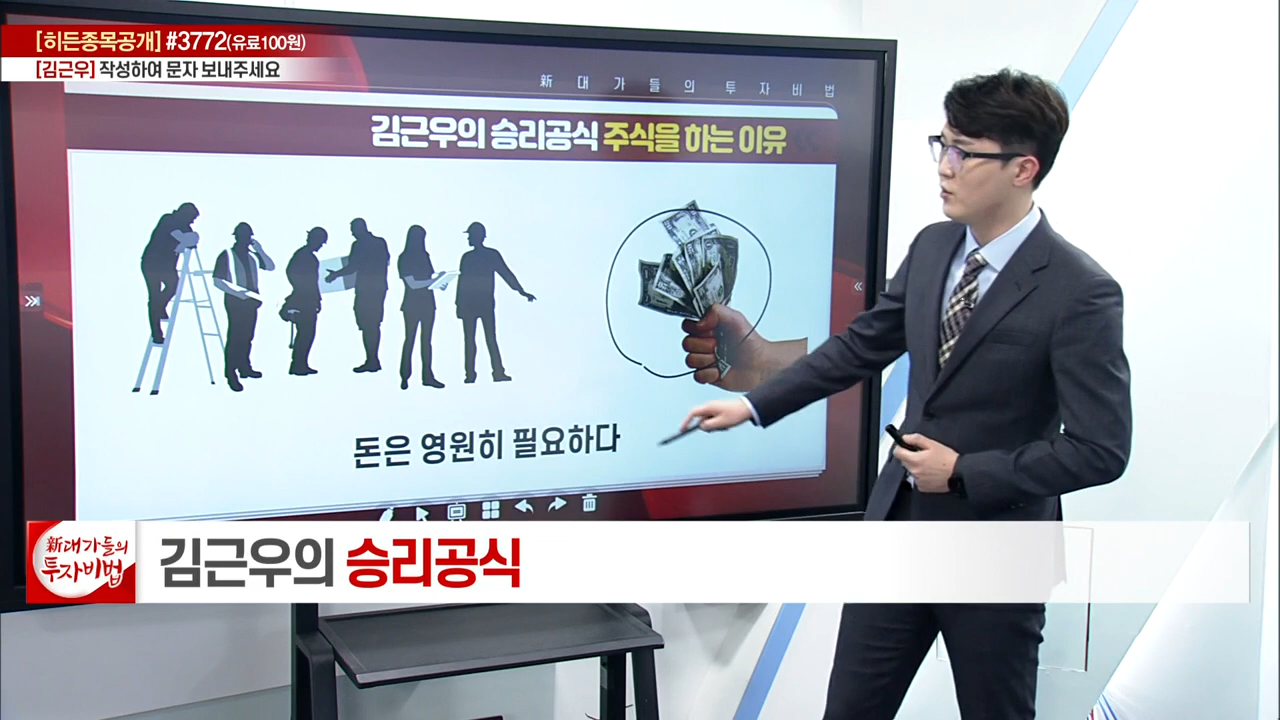 [히든종목공개] #3772(유료100원)
[김근우] 작성하여 문자 보내주세요
新 대 가 들 의 투 자 비 법
김근우의 승리공식 주식을 하는 이유
돈은 영원히 필요하다
新대가들의
투자비법
김근우의 승리공식